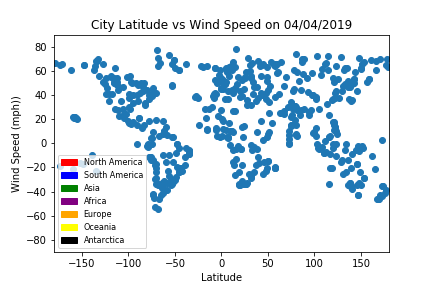 City Latitude vs Wind Speed on 04/04/2019
80
60
40
20
0
−20
−40
−60
−80
Wind Speed (mph))
North America
South America
Asia
Africa
Europe
Oceania
Antarctica
−150 −100 −50 0 50 100 150
Latitude